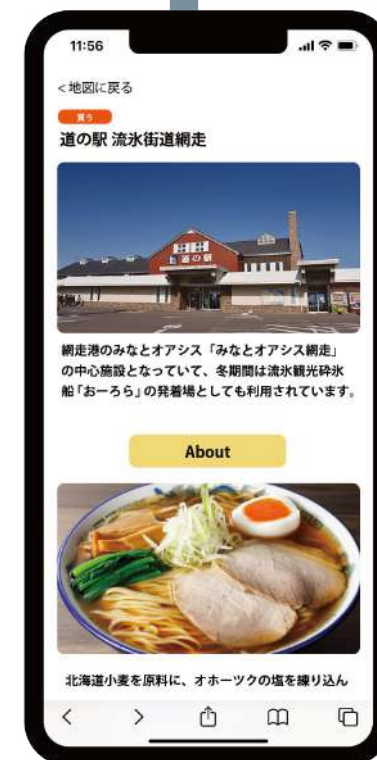 11:56
<地図に戻る
買う
道の駅 流氷街道網走
道の駅
網走港のみなとオアシス「みなとオアシス網走」
の中心施設となっていて、冬期間は流氷観光砕氷
船「おーろら」の発着場としても利用されています。
About
北海道小麦を原料に、オホーツクの塩を練り込ん